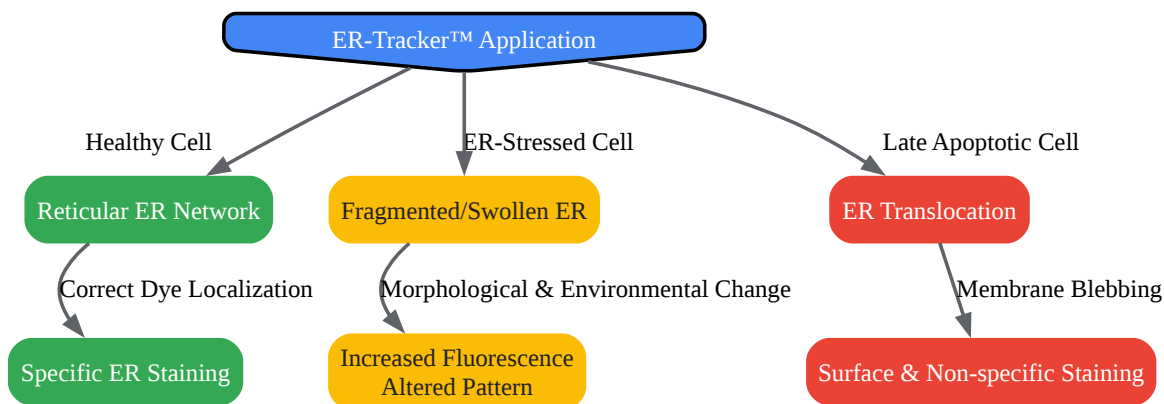 ER-Tracker™ Application
Healthy Cell
ER-Stressed Cell
Late Apoptotic Cell
Reticular ER Network
Fragmented/Swollen ER
ER Translocation
Correct Dye Localization
Morphological & Environmental Change
Membrane Blebbing
Specific ER Staining
Increased Fluorescence
Altered Pattern
Surface & Non-specific Staining